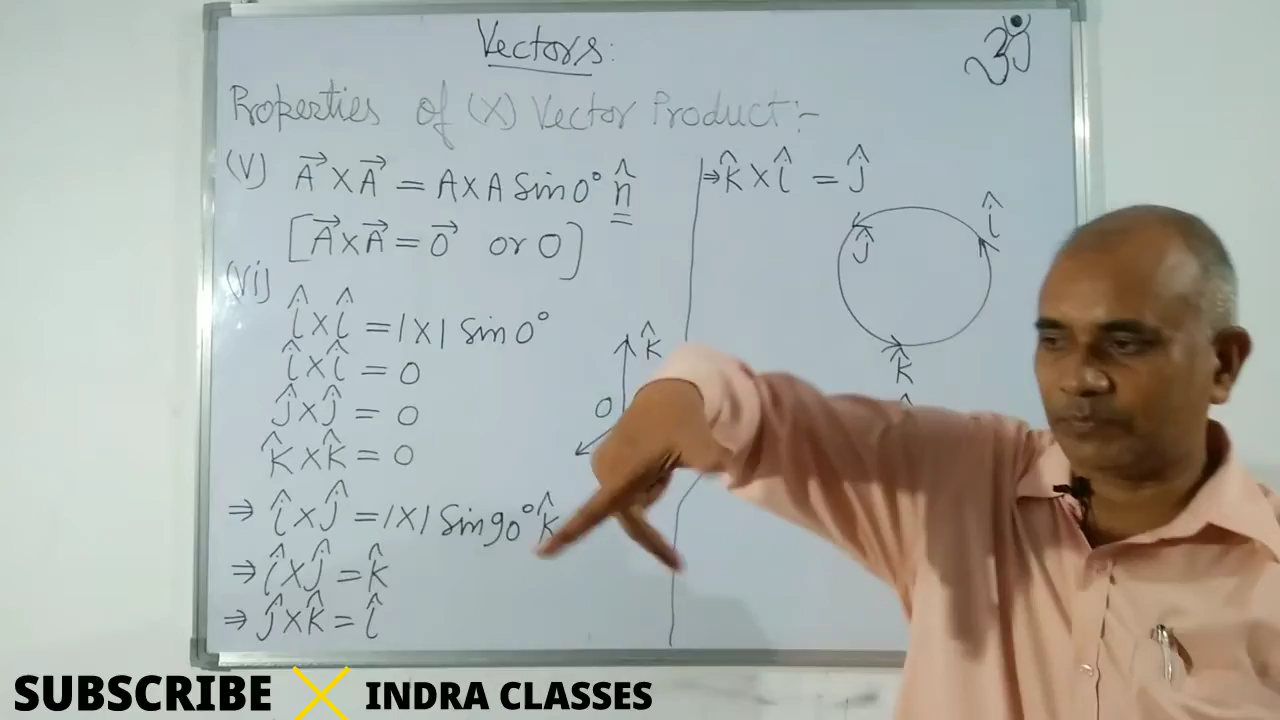 Vectors:
ॐ
Properties of (X) Vector Product:-
(V) A⃗ X A⃗ = A X A Sin 0° n̂
[A⃗ X A⃗ = 0⃗ or 0]
(Vi)
î X î = 1 X 1 Sin 0°
î X î = 0
ĵ X ĵ = 0
k̂ X k̂ = 0
⇒ î X ĵ = 1 X 1 Sin 90° k̂
⇒ î X ĵ = k̂
⇒ ĵ X k̂ = î
k̂
0
⇒ k̂ X î = ĵ
î
ĵ
k̂
SUBSCRIBE INDRA CLASSES